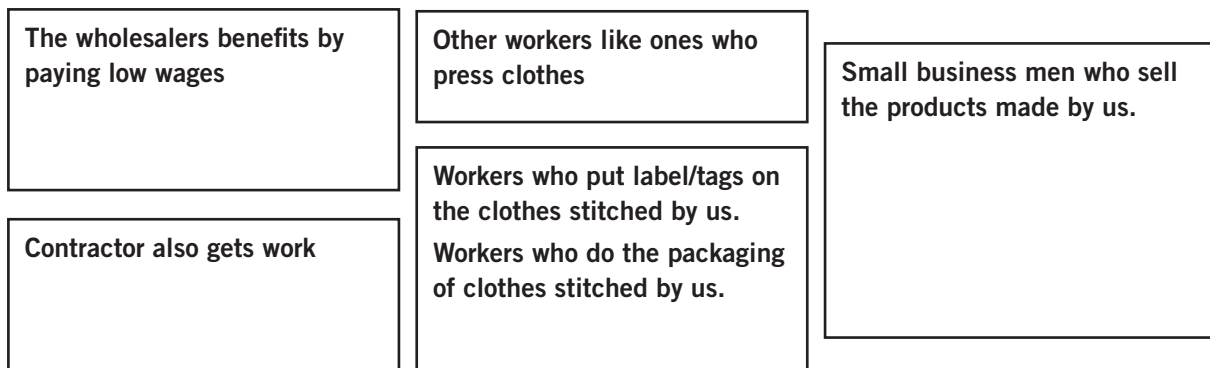 The wholesalers benefits by
paying low wages
Contractor also gets work
Other workers like ones who
press clothes
Workers who put label/tags on
the clothes stitched by us.
Workers who do the packaging
of clothes stitched by us.
Small business men who sell
the products made by us.